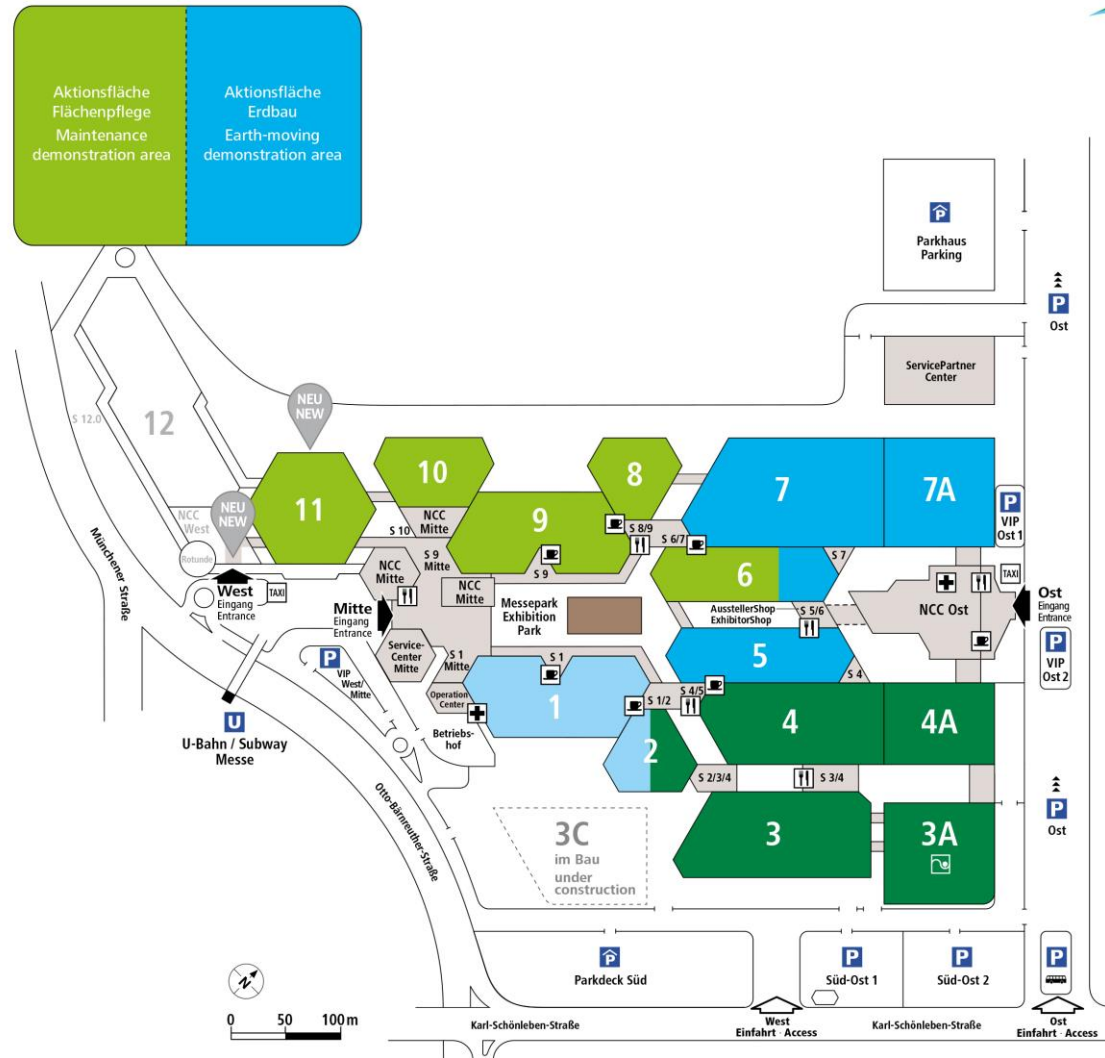 Aktionsfläche
Flächenpflege
Maintenance
demonstration area
Aktionsfläche
Erdbau
Earth-moving
demonstration area
P
Parkhaus
Parking
P
Ost
ServicePartner
Center
NEU
NEW
S 12.0
12
11
10
8
7
7A
NCC
West
NEU
NEW
S 10
NCC
Mitte
9
S 8/9
S 6/7
P
VIP
Ost 1
Rotunde
S 9
Mitte
S 9
S 7
TAXI
West
Eingang
Entrance
TAXI
NCC
Mitte
NCC
Mitte
6
Mitte
Eingang
Entrance
Messepark
Exhibition
Park
AusstellerShop
ExhibitorShop
S 5/6
NCC Ost
Ost
Eingang
Entrance
Münchener Straße
Service-
Center
Mitte
S 1
Mitte
S 1
5
S 4
P
VIP
Ost 2
P
VIP
West/
Mitte
Operation
Center
1
S 1/2
S 4/5
4
4A
U
U-Bahn / Subway
Messe
Betriebs-
hof
2
S 2/3/4
S 3/4
P
Ost
Otto-Bärnreuther-Straße
3C
im Bau
under
construction
3
3A
P
Parkdeck Süd
P
Süd-Ost 1
P
Süd-Ost 2
P
N
0 50 100 m
Karl-Schönleben-Straße
West
Einfahrt · Access
Karl-Schönleben-Straße
Ost
Einfahrt · Access